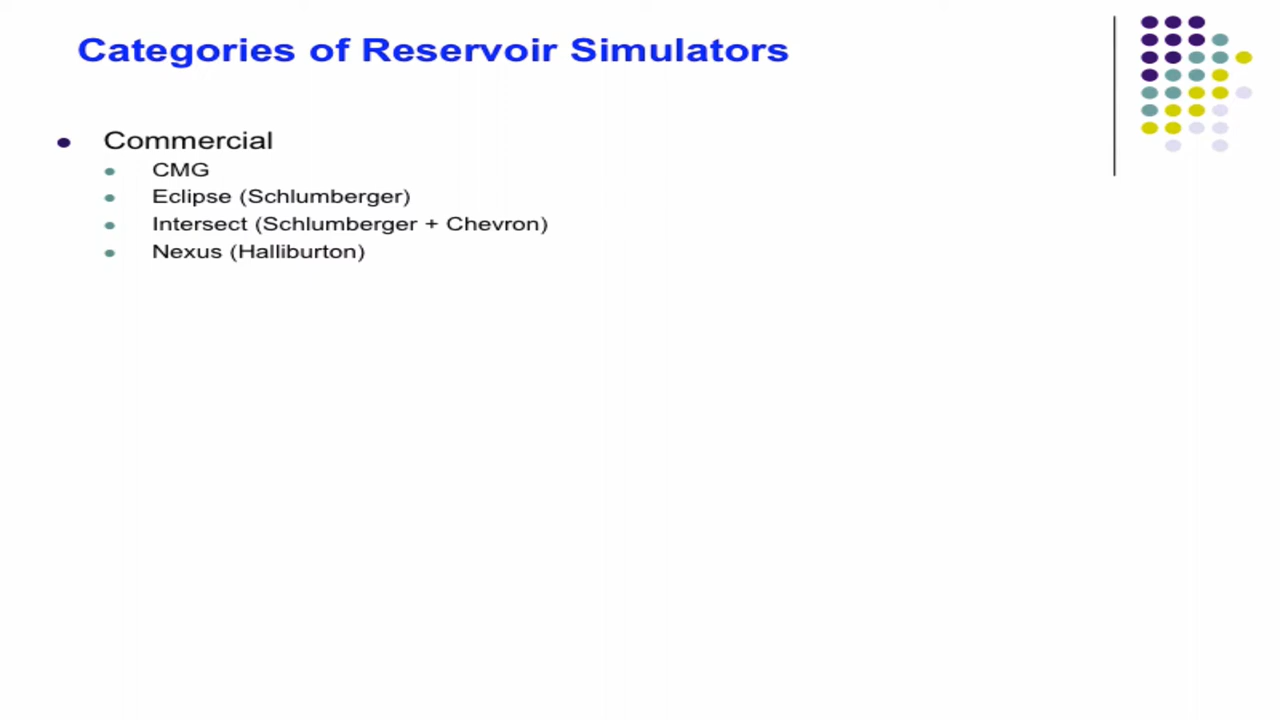 Categories of Reservoir Simulators
Commercial
CMG
Eclipse (Schlumberger)
Intersect (Schlumberger + Chevron)
Nexus (Halliburton)